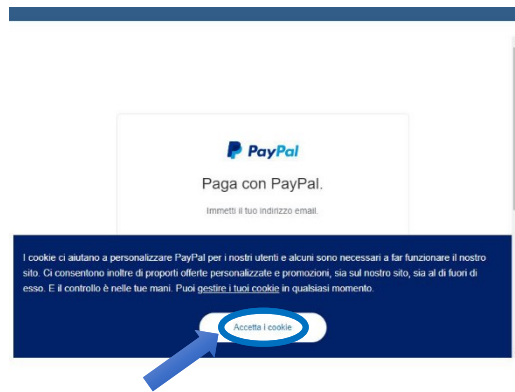 PayPal
Paga con PayPal.
Immetti il tuo indirizzo email.
I cookie ci aiutano a personalizzare PayPal per i nostri utenti e alcuni sono necessari a far funzionare il nostro
sito. Ci consentono inoltre di proporti offerte personalizzate e promozioni, sia sul nostro sito, sia al di fuori di
esso. E il controllo è nelle tue mani. Puoi gestire i tuoi cookie in qualsiasi momento.
Accetta i cookie